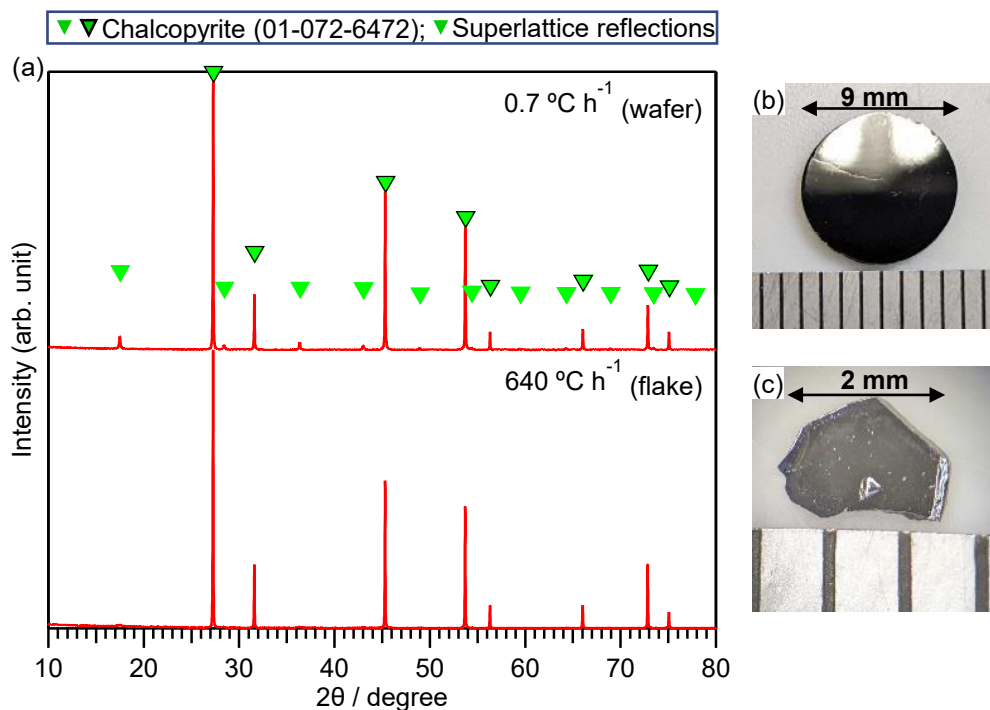 Chalcopyrite (01-072-6472); Superlattice reflections
(a)
0.7 ºC h⁻¹ (wafer)
640 ºC h⁻¹ (flake)
Intensity (arb. unit)
10 20 30 40 50 60 70 80
2θ / degree
(b) 9 mm
(c) 2 mm